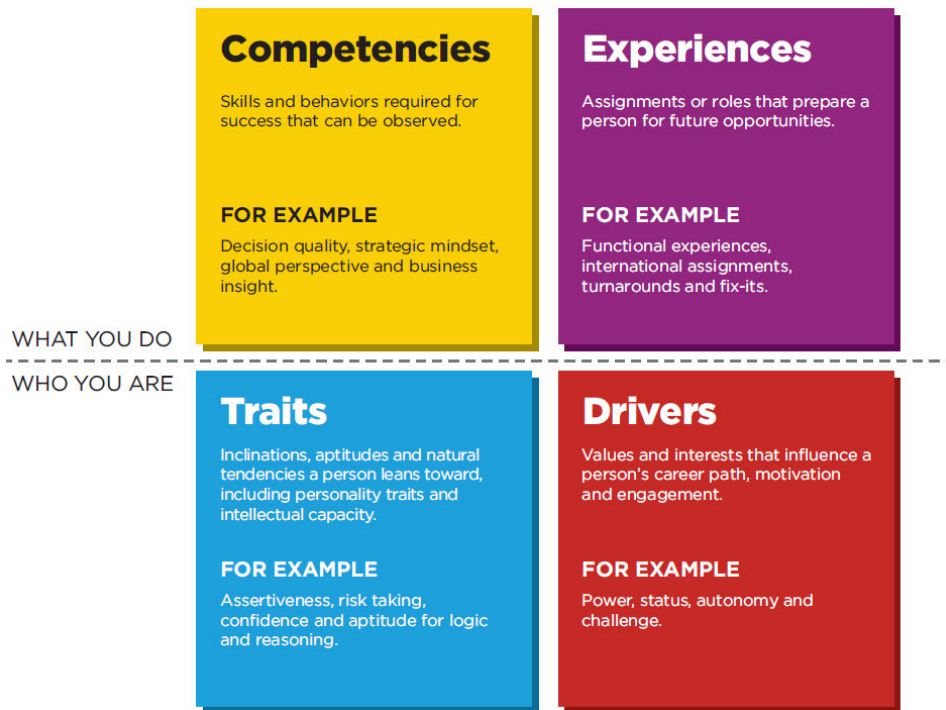 Competencies
Skills and behaviors required for
success that can be observed.
FOR EXAMPLE
Decision quality, strategic mindset,
global perspective and business
insight.
Experiences
Assignments or roles that prepare a
person for future opportunities.
FOR EXAMPLE
Functional experiences,
international assignments,
turnarounds and fix-its.
WHAT YOU DO
WHO YOU ARE
Traits
Inclinations, aptitudes and natural
tendencies a person leans toward,
including personality traits and
intellectual capacity.
FOR EXAMPLE
Assertiveness, risk taking,
confidence and aptitude for logic
and reasoning.
Drivers
Values and interests that influence a
person's career path, motivation
and engagement.
FOR EXAMPLE
Power, status, autonomy and
challenge.